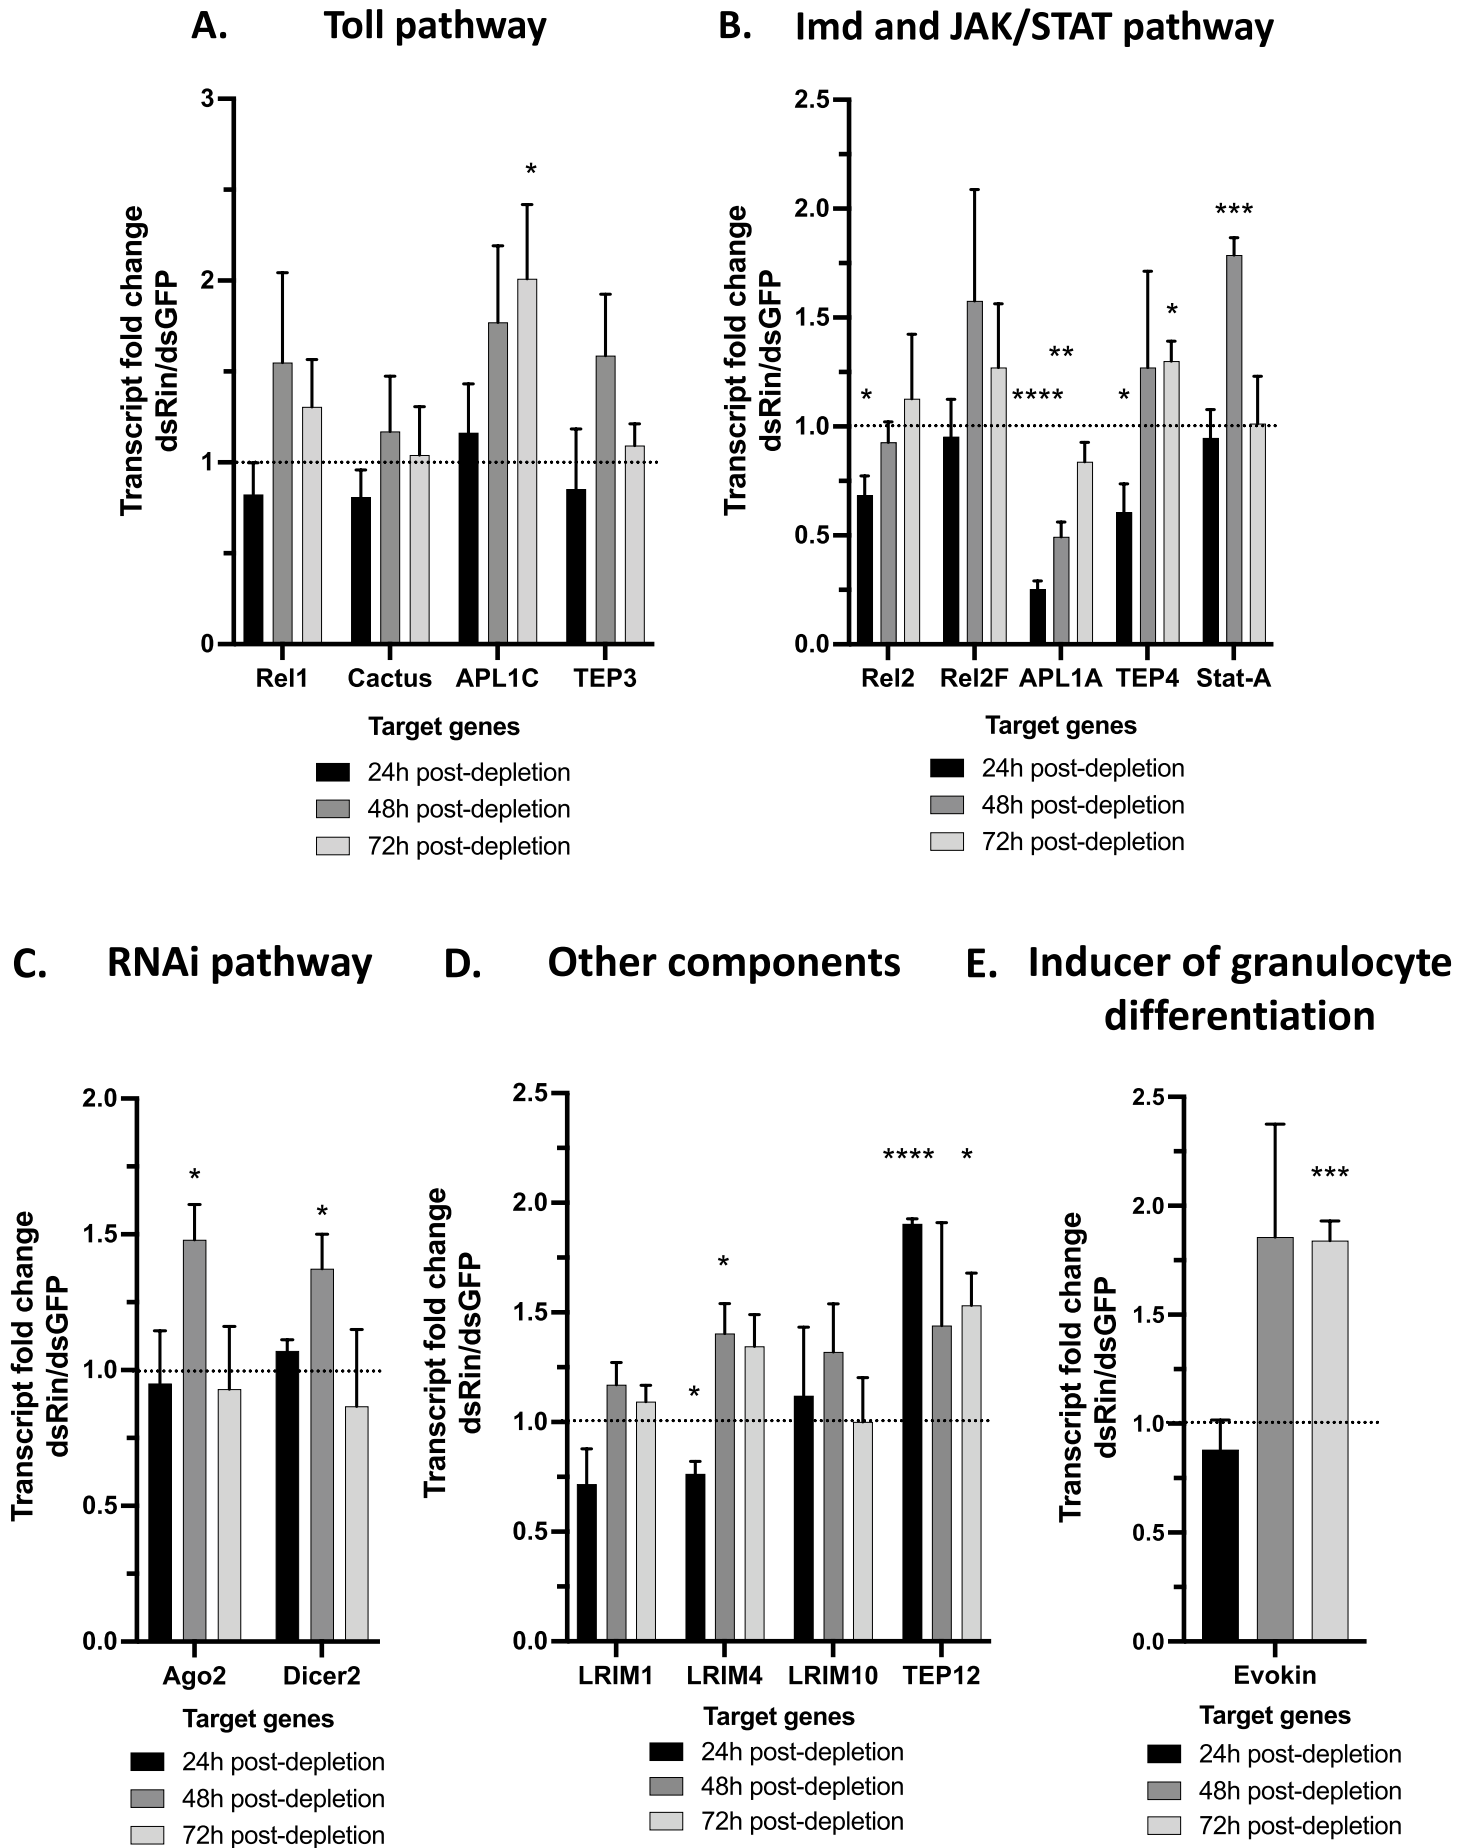 A. Toll pathway
3
2
1
0
Transcript fold change
dsRin/dsGFP
*
Rel1 Cactus APL1C TEP3
Target genes
24h post-depletion
48h post-depletion
72h post-depletion
B. Imd and JAK/STAT pathway
2.5
2.0
1.5
1.0
0.5
0.0
Transcript fold change
dsRin/dsGFP
* **** ** * * ***
Rel2 Rel2F APL1A TEP4 Stat-A
Target genes
24h post-depletion
48h post-depletion
72h post-depletion
C. RNAi pathway
2.0
1.5
1.0
0.5
0.0
Transcript fold change
dsRin/dsGFP
* *
Ago2 Dicer2
Target genes
24h post-depletion
48h post-depletion
72h post-depletion
D. Other components
2.5
2.0
1.5
1.0
0.5
0.0
Transcript fold change
dsRin/dsGFP
* * **** *
LRIM1 LRIM4 LRIM10 TEP12
Target genes
24h post-depletion
48h post-depletion
72h post-depletion
E. Inducer of granulocyte
differentiation
2.5
2.0
1.5
1.0
0.5
0.0
Transcript fold change
dsRin/dsGFP
***
Evokin
Target genes
24h post-depletion
48h post-depletion
72h post-depletion